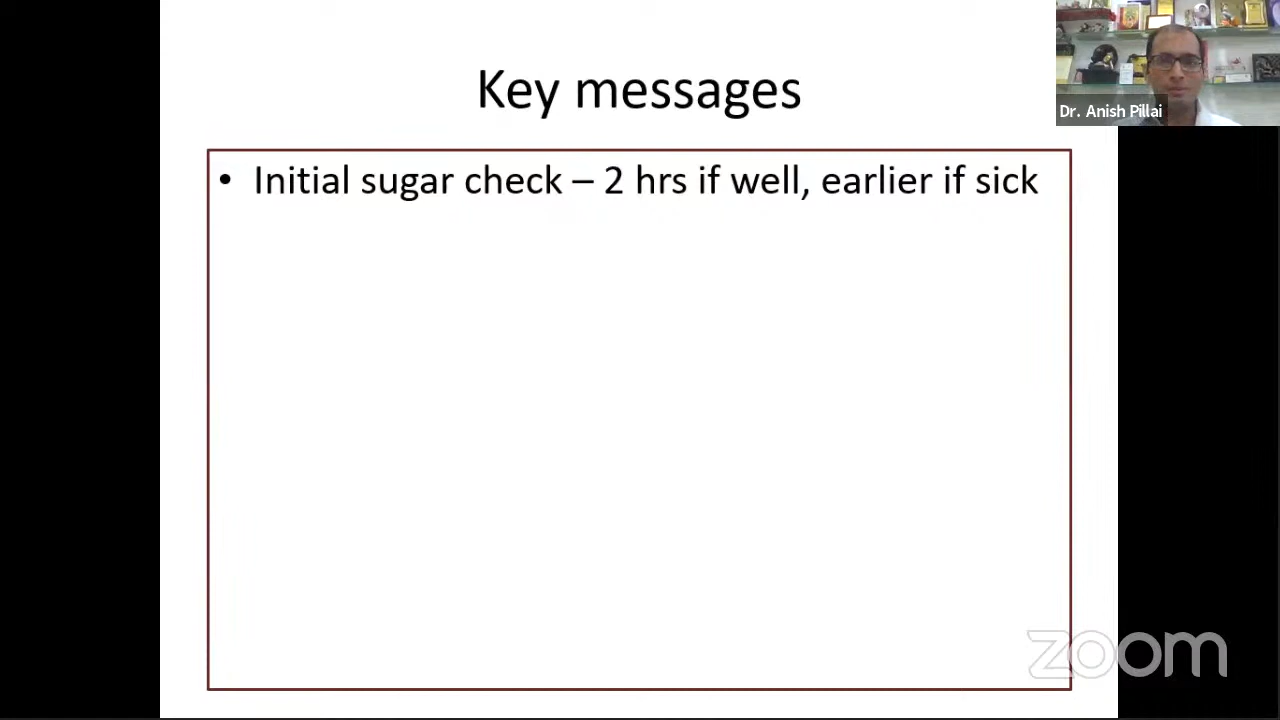 Key messages
Dr. Anish Pillai
• Initial sugar check – 2 hrs if well, earlier if sick
zoom